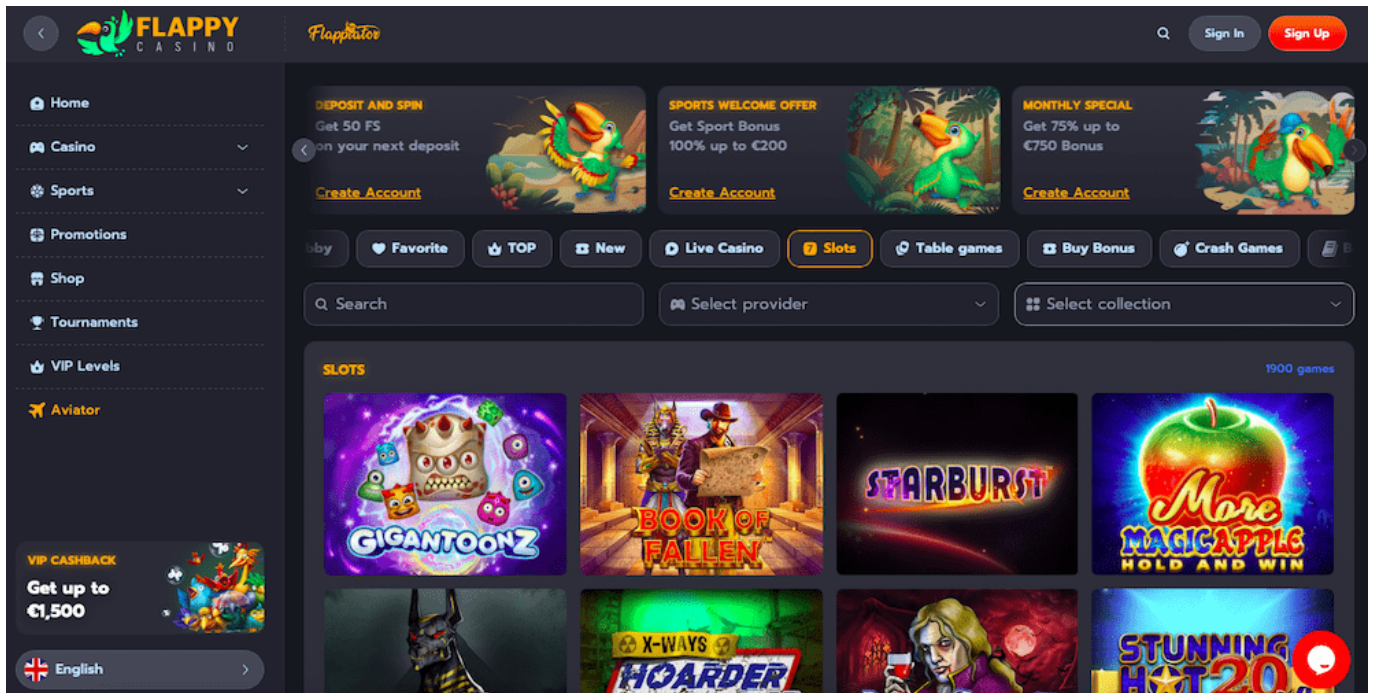 FLAPPY
CASINO
Flappiator
Sign In
Sign Up
Home
Casino
Sports
Promotions
Shop
Tournaments
VIP Levels
Aviator
VIP CASHBACK
Get up to
€1,500
English
DEPOSIT AND SPIN
Get 50 FS
on your next deposit
Create Account
SPORTS WELCOME OFFER
Get Sport Bonus
100% up to €200
Create Account
MONTHLY SPECIAL
Get 75% up to
€750 Bonus
Create Account
bby Favorite TOP New Live Casino 7 Slots Table games Buy Bonus Crash Games B
Search
Select provider
Select collection
SLOTS
1900 games
GIGANTOONZ
BOOK OF
FALLEN
STARBURST
More
MAGIC APPLE
HOLD AND WIN
X-WAYS
HOARDER
STUNNING
HOT 20